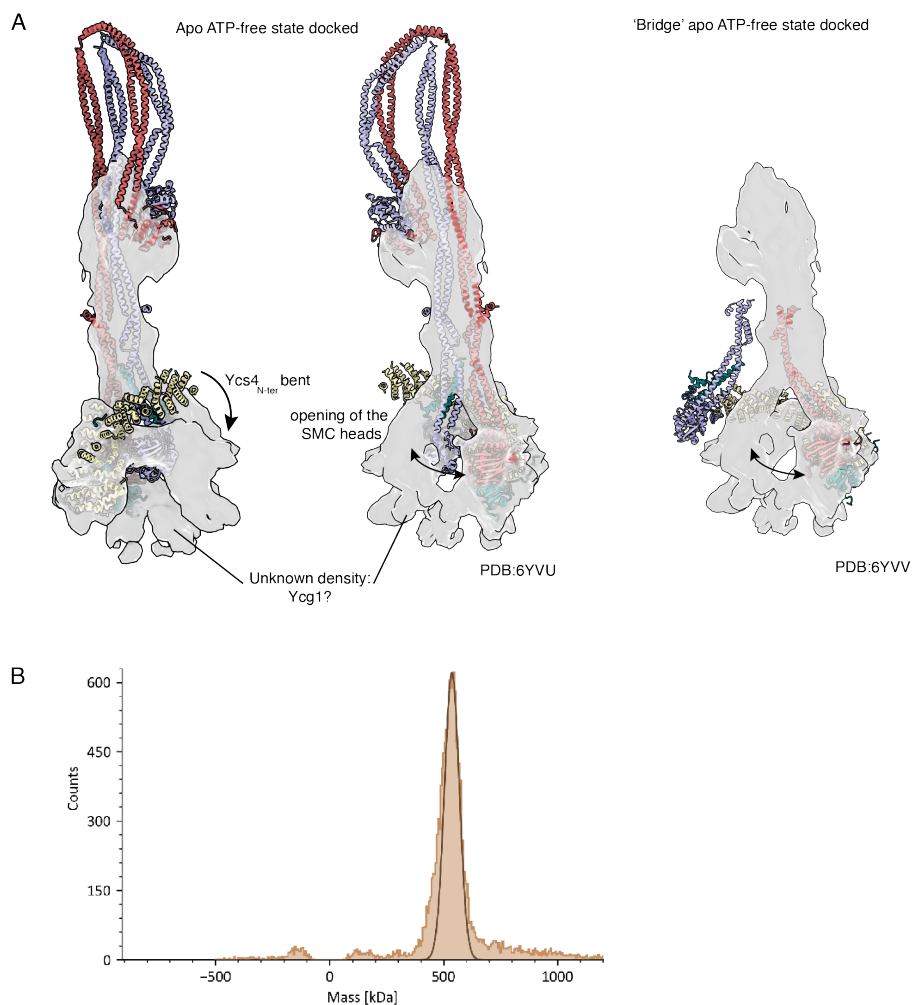 A
Apo ATP-free state docked
'Bridge' apo ATP-free state docked
Ycs4N-ter bent
opening of the
SMC heads
Unknown density:
Ycg1?
PDB:6YVU
PDB:6YVV
B
600
450
300
150
0
Counts
−500
0
500
1000
Mass [kDa]